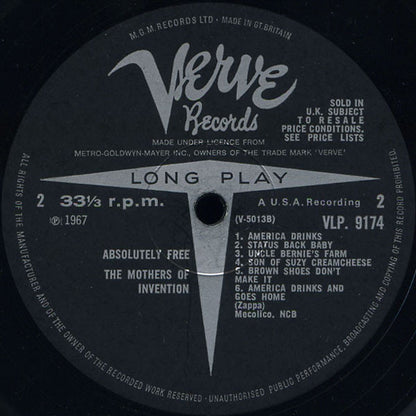 M.G.M. RECORDS LTD · MADE IN GT. BRITAIN
Verve
Records
SOLD IN
U.K. SUBJECT
TO RESALE
PRICE CONDITIONS,
SEE PRICE LISTS
MADE UNDER LICENCE FROM
METRO-GOLDWYN-MAYER INC., OWNERS OF THE TRADE MARK 'VERVE'
LONG PLAY
2 33⅓ r.p.m.
A U.S.A. Recording 2
℗1967
(V-5013B)
VLP. 9174
ABSOLUTELY FREE
THE MOTHERS OF
INVENTION
1. AMERICA DRINKS
2. STATUS BACK BABY
3. UNCLE BERNIE'S FARM
4. SON OF SUZY CREAMCHEESE
5. BROWN SHOES DON'T
MAKE IT
6. AMERICA DRINKS AND
GOES HOME
(Zappa)
Mecolico, NCB
ALL RIGHTS OF THE MANUFACTURER AND OF THE OWNER OF THE RECORDED WORK RESERVED · UNAUTHORISED PUBLIC PERFORMANCE, BROADCASTING AND COPYING OF THIS RECORD PROHIBITED